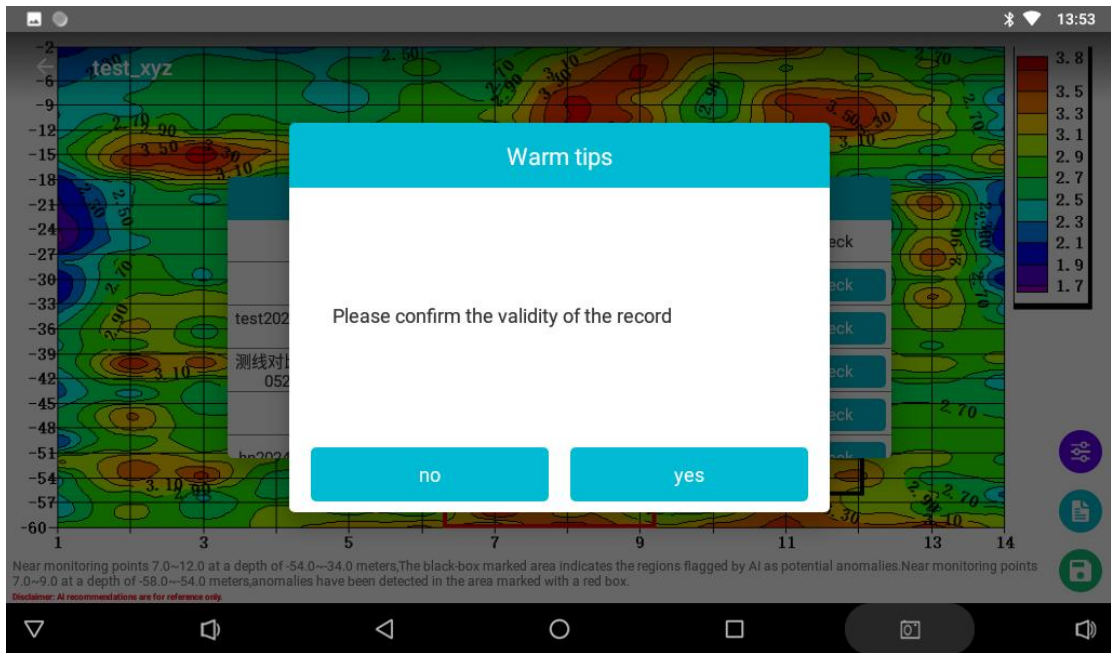 13:53
test_xyz
Warm tips
Please confirm the validity of the record
no
yes
eck
eck
eck
eck
eck
test202
测线对比
052
hn2024
-2
-6
-9
-12
-15
-18
-21
-24
-27
-30
-33
-36
-39
-42
-45
-48
-51
-54
-57
-60
1
3
5
7
9
11
13
14
3.8
3.5
3.3
3.1
2.9
2.7
2.5
2.3
2.1
1.9
1.7
Near monitoring points 7.0~12.0 at a depth of -54.0~-34.0 meters,The black-box marked area indicates the regions flagged by AI as potential anomalies.Near monitoring points
7.0~9.0 at a depth of -58.0~-54.0 meters,anomalies have been detected in the area marked with a red box.
Disclaimer: AI recommendations are for reference only.